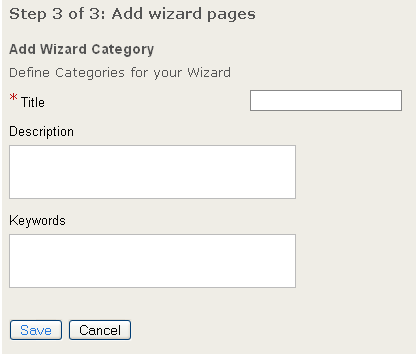 Step 3 of 3: Add wizard pages
Add Wizard Category
Define Categories for your Wizard
* Title
Description
Keywords
Save Cancel